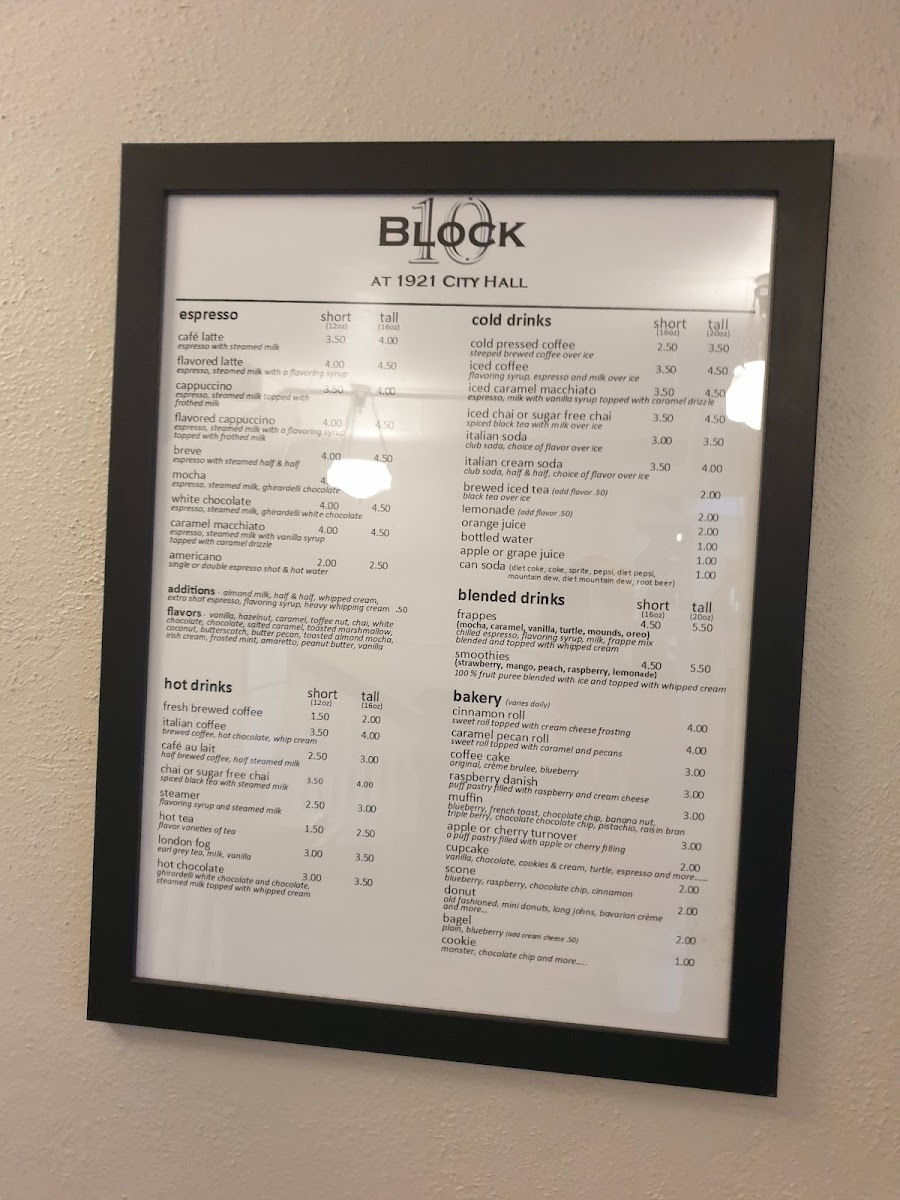 10
BLOCK
AT 1921 CITY HALL
espresso short tall
(12oz) (16oz)
café latte 3.50 4.00
espresso with steamed milk
flavored latte 4.00 4.50
espresso, steamed milk with a flavoring syrup
cappuccino 3.50 4.00
espresso, steamed milk topped with
frothed milk
flavored cappuccino 4.00 4.50
espresso, steamed milk with a flavoring syrup
topped with frothed milk
breve 4.00 4.50
espresso with steamed half & half
mocha
espresso, steamed milk, ghirardelli chocolate
white chocolate 4.00 4.50
espresso, steamed milk, ghirardelli white chocolate
caramel macchiato 4.00 4.50
espresso, steamed milk with vanilla syrup
topped with caramel drizzle
americano 2.00 2.50
single or double espresso shot & hot water
additions - almond milk, half & half, whipped cream,
extra shot espresso, flavoring syrup, heavy whipping cream .50
flavors - vanilla, hazelnut, caramel, toffee nut, chai, white
chocolate, chocolate, salted caramel, toasted marshmallow,
coconut, butterscotch, butter pecan, toasted almond mocha,
irish cream, frosted mint, amaretto, peanut butter, vanilla
hot drinks short tall
(12oz) (16oz)
fresh brewed coffee 1.50 2.00
italian coffee 3.50 4.00
brewed coffee, hot chocolate, whip cream
café au lait 2.50 3.00
half brewed coffee, half steamed milk
chai or sugar free chai 3.50 4.00
spiced black tea with steamed milk
steamer 2.50 3.00
flavoring syrup and steamed milk
hot tea 1.50 2.50
flavor varieties of tea
london fog 3.00 3.50
earl grey tea, milk, vanilla
hot chocolate 3.00 3.50
ghirardelli white chocolate and chocolate,
steamed milk topped with whipped cream
cold drinks short tall
(16oz) (20oz)
cold pressed coffee 2.50 3.50
steeped brewed coffee over ice
iced coffee 3.50 4.50
flavoring syrup, espresso and milk over ice
iced caramel macchiato 3.50 4.50
espresso, milk with vanilla syrup topped with caramel drizzle
iced chai or sugar free chai 3.50 4.50
spiced black tea with milk over ice
italian soda 3.00 3.50
club soda, choice of flavor over ice
italian cream soda 3.50 4.00
club soda, half & half, choice of flavor over ice
brewed iced tea (add flavor .50) 2.00
black tea over ice
lemonade (add flavor .50) 2.00
orange juice 2.00
bottled water 1.00
apple or grape juice 1.00
can soda (diet coke, coke, sprite, pepsi, diet pepsi, 1.00
mountain dew, diet mountain dew, root beer)
blended drinks short tall
(16oz) (20oz)
frappes 4.50 5.50
(mocha, caramel, vanilla, turtle, mounds, oreo)
chilled espresso, flavoring syrup, milk, frappe mix
blended and topped with whipped cream
smoothies 4.50 5.50
(strawberry, mango, peach, raspberry, lemonade)
100 % fruit puree blended with ice and topped with whipped cream
bakery (varies daily)
cinnamon roll 4.00
sweet roll topped with cream cheese frosting
caramel pecan roll 4.00
sweet roll topped with caramel and pecans
coffee cake 3.00
original, crème brulee, blueberry
raspberry danish 3.00
puff pastry filled with raspberry and cream cheese
muffin 3.00
blueberry, french toast, chocolate chip, banana nut,
triple berry, chocolate chocolate chip, pistachio, raisin bran
apple or cherry turnover 3.00
a puff pastry filled with apple or cherry filling
cupcake 2.00
vanilla, chocolate, cookies & cream, turtle, espresso and more......
scone 2.00
blueberry, raspberry, chocolate chip, cinnamon
donut 2.00
old fashioned, mini donuts, long johns, bavarian crème
and more...
bagel 2.00
plain, blueberry (add cream cheese .50)
cookie 1.00
monster, chocolate chip and more.....